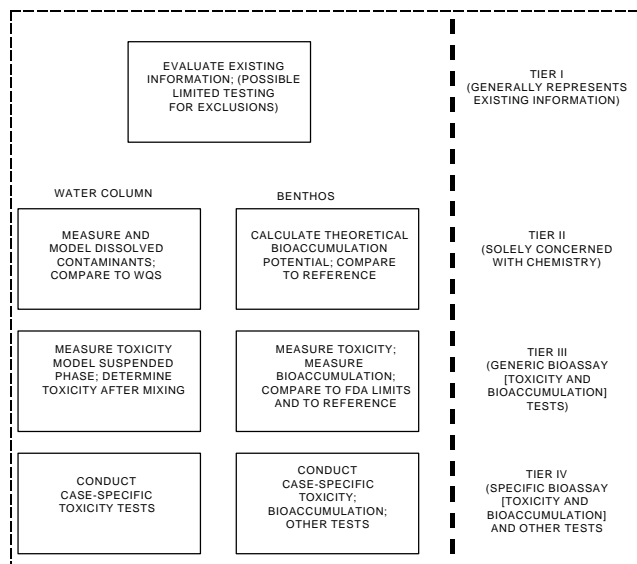 EVALUATE EXISTING
INFORMATION; (POSSIBLE
LIMITED TESTING
FOR EXCLUSIONS)
TIER I
(GENERALLY REPRESENTS
EXISTING INFORMATION)
WATER COLUMN
BENTHOS
MEASURE AND
MODEL DISSOLVED
CONTAMINANTS;
COMPARE TO WQS
CALCULATE THEORETICAL
BIOACCUMULATION
POTENTIAL; COMPARE
TO REFERENCE
TIER II
(SOLELY CONCERNED
WITH CHEMISTRY)
MEASURE TOXICITY
MODEL SUSPENDED
PHASE; DETERMINE
TOXICITY AFTER MIXING
MEASURE TOXICITY;
MEASURE
BIOACCUMULATION;
COMPARE TO FDA LIMITS
AND TO REFERENCE
TIER III
(GENERIC BIOASSAY
[TOXICITY AND
BIOACCUMULATION]
TESTS)
CONDUCT
CASE-SPECIFIC
TOXICITY TESTS
CONDUCT
CASE-SPECIFIC
TOXICITY;
BIOACCUMULATION;
OTHER TESTS
TIER IV
(SPECIFIC BIOASSAY
[TOXICITY AND
BIOACCUMULATION]
AND OTHER TESTS